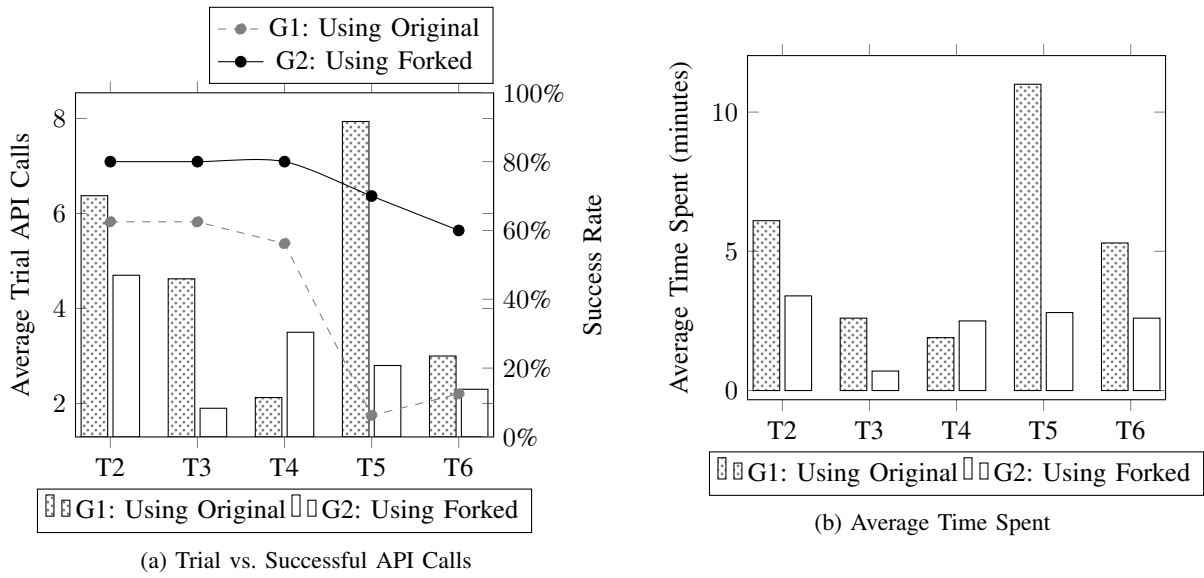 G1: Using Original
G2: Using Forked
Average Trial API Calls
8
6
4
2
100%
80%
60%
40%
20%
0%
Success Rate
T2 T3 T4 T5 T6
G1: Using Original G2: Using Forked
(a) Trial vs. Successful API Calls
Average Time Spent (minutes)
10
5
0
T2 T3 T4 T5 T6
G1: Using Original G2: Using Forked
(b) Average Time Spent